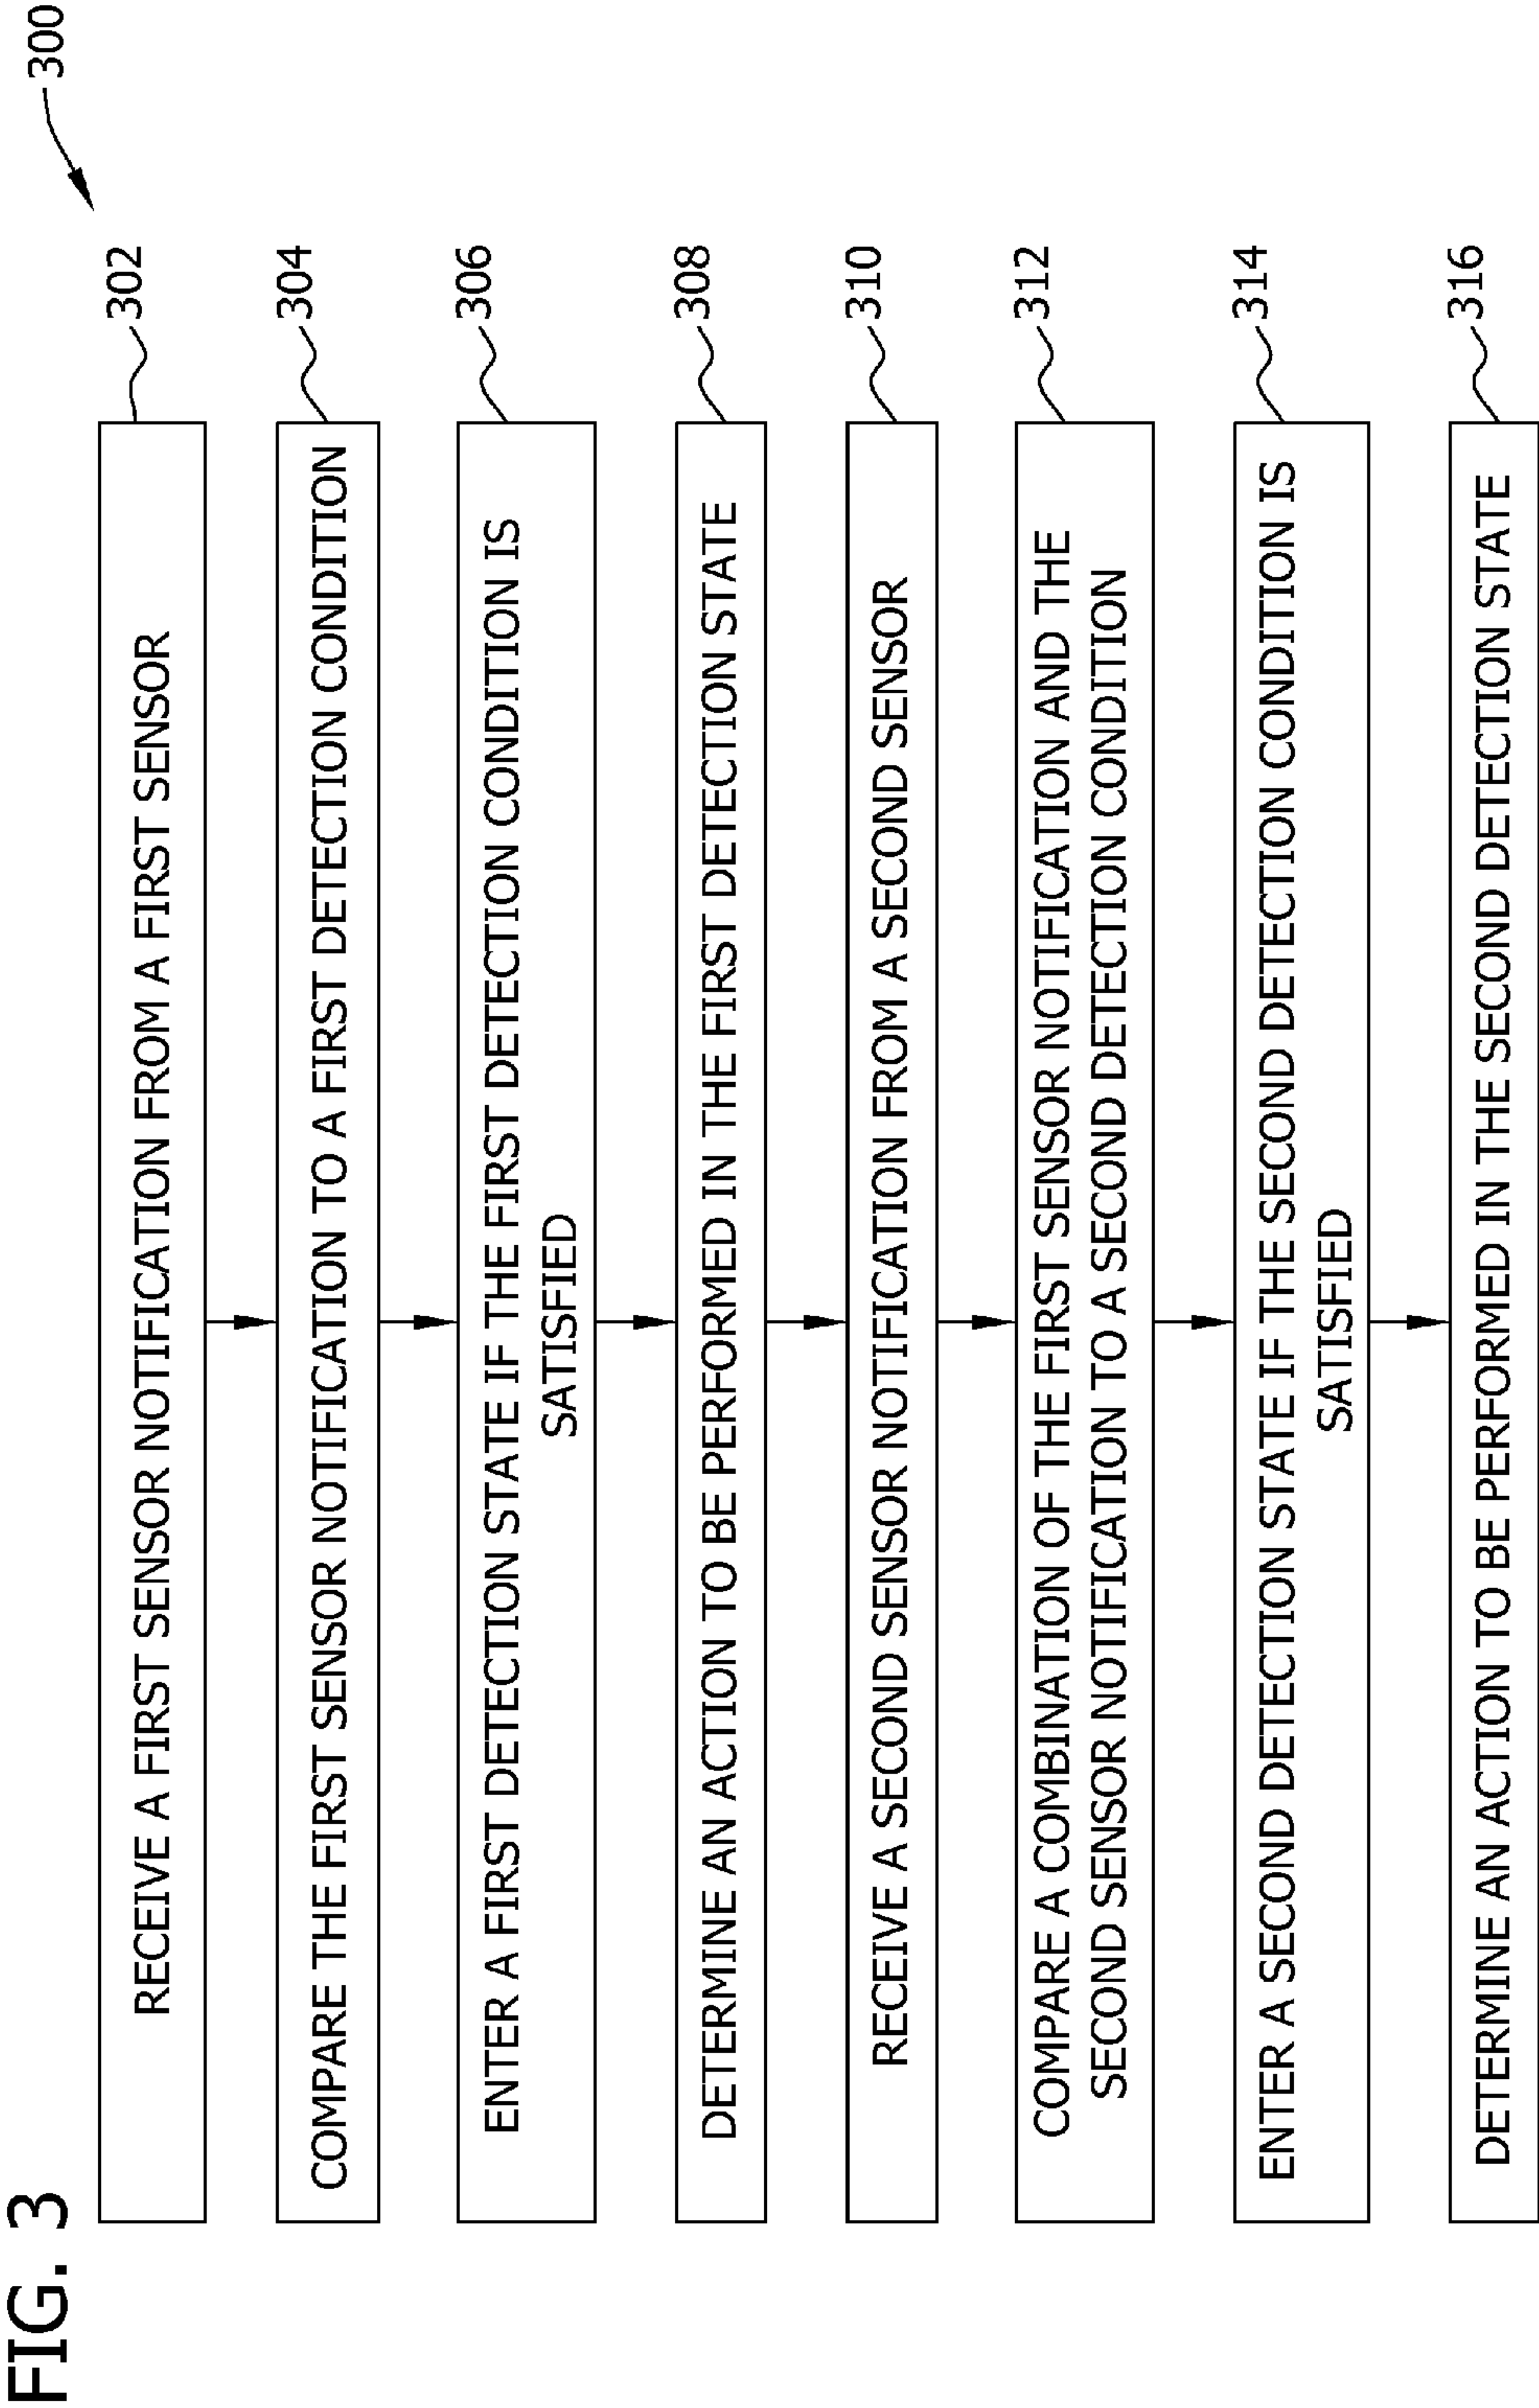 FIG. 3
300
RECEIVE A FIRST SENSOR NOTIFICATION FROM A FIRST SENSOR
302
COMPARE THE FIRST SENSOR NOTIFICATION TO A FIRST DETECTION CONDITION
304
ENTER A FIRST DETECTION STATE IF THE FIRST DETECTION CONDITION IS
SATISFIED
306
DETERMINE AN ACTION TO BE PERFORMED IN THE FIRST DETECTION STATE
308
RECEIVE A SECOND SENSOR NOTIFICATION FROM A SECOND SENSOR
310
COMPARE A COMBINATION OF THE FIRST SENSOR NOTIFICATION AND THE
SECOND SENSOR NOTIFICATION TO A SECOND DETECTION CONDITION
312
ENTER A SECOND DETECTION STATE IF THE SECOND DETECTION CONDITION IS
SATISFIED
314
DETERMINE AN ACTION TO BE PERFORMED IN THE SECOND DETECTION STATE
316